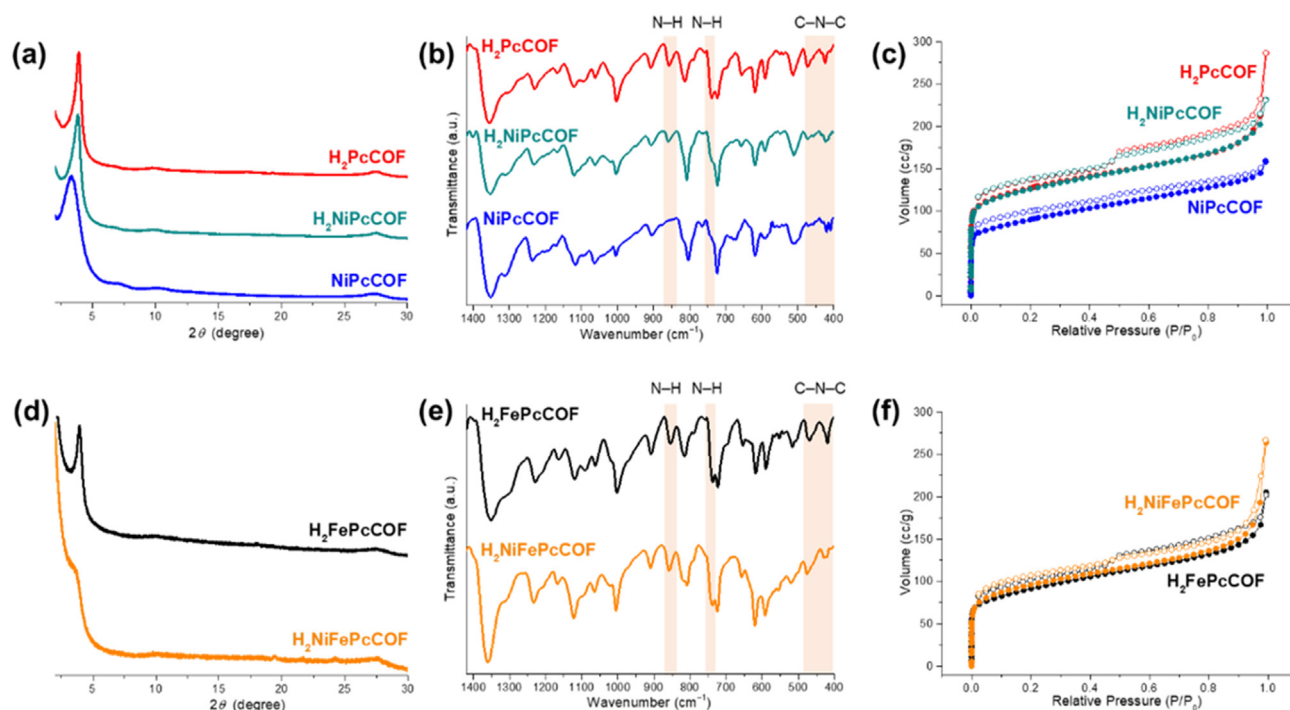 (a)
H₂PcCOF
H₂NiPcCOF
NiPcCOF
5 10 15 20 25 30
2θ (degree)
(b)
N–H N–H C–N–C
H₂PcCOF
H₂NiPcCOF
NiPcCOF
Transmittance (a.u.)
1400 1300 1200 1100 1000 900 800 700 600 500 400
Wavenumber (cm⁻¹)
(c)
300
250
200
150
100
50
0
Volume (cc/g)
H₂PcCOF
H₂NiPcCOF
NiPcCOF
0.0 0.2 0.4 0.6 0.8 1.0
Relative Pressure (P/P₀)
(d)
H₂FePcCOF
H₂NiFePcCOF
5 10 15 20 25 30
2θ (degree)
(e)
N–H N–H C–N–C
H₂FePcCOF
H₂NiFePcCOF
Transmittance (a.u.)
1400 1300 1200 1100 1000 900 800 700 600 500 400
Wavenumber (cm⁻¹)
(f)
300
250
200
150
100
50
0
Volume (cc/g)
H₂NiFePcCOF
H₂FePcCOF
0.0 0.2 0.4 0.6 0.8 1.0
Relative Pressure (P/P₀)